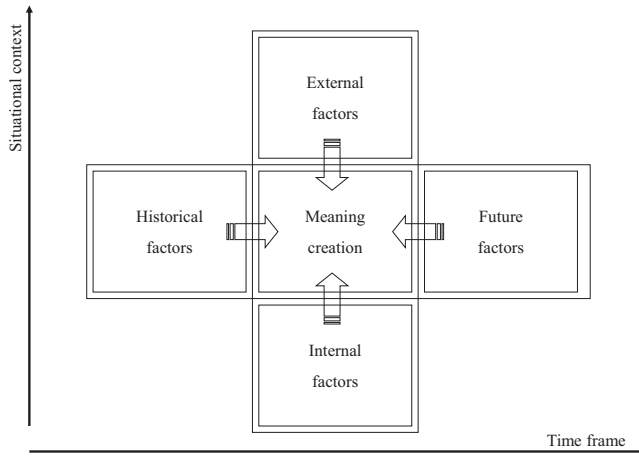 Situational context
External
factors
Historical
factors
Meaning
creation
Future
factors
Internal
factors
Time frame